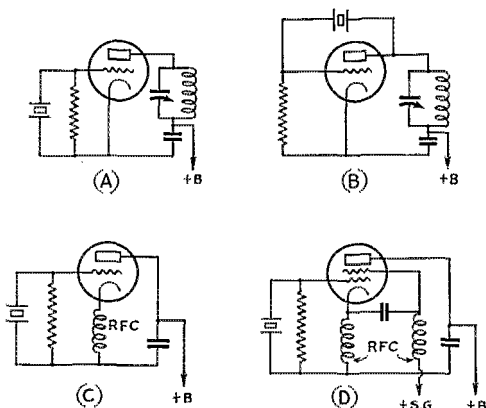 +B
(A)
+B
(B)
RFC
+B
(C)
RFC
+S.G.
+B
(D)